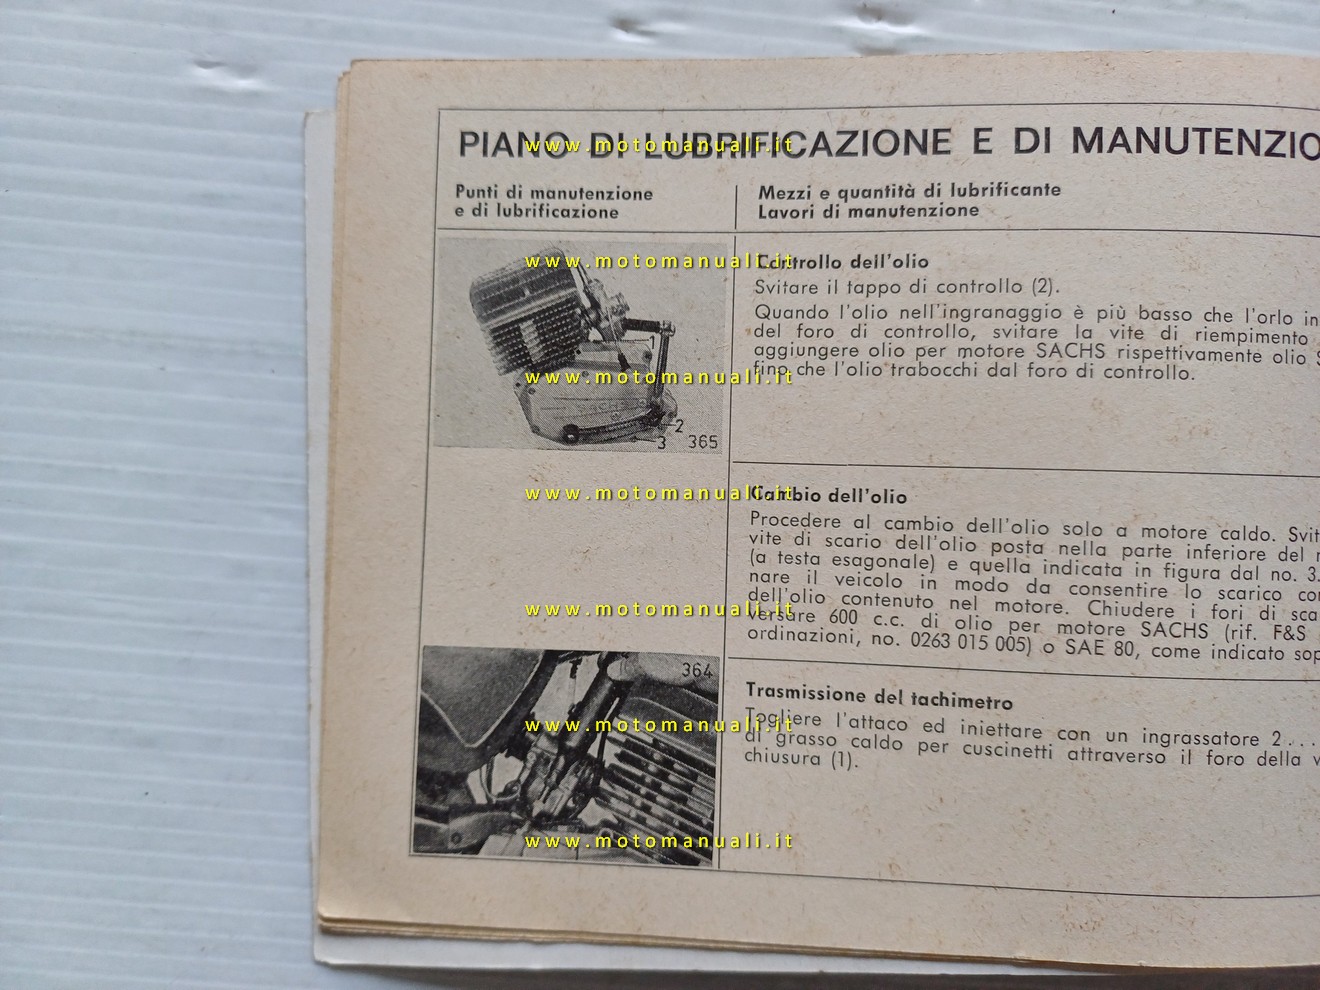 PIANO DI LUBRIFICAZIONE E DI MANUTENZIO
Punti di manutenzione
e di lubrificazione
Mezzi e quantità di lubrificante
Lavori di manutenzione
1
2
3
365
Controllo dell'olio
Svitare il tappo di controllo (2).
Quando l'olio nell'ingranaggio è più basso che l'orlo in
del foro di controllo, svitare la vite di riempimento
aggiungere olio per motore SACHS rispettivamente olio S
fino che l'olio trabocchi dal foro di controllo.
Cambio dell'olio
Procedere al cambio dell'olio solo a motore caldo. Svit
vite di scario dell'olio posta nella parte inferiore del
(a testa esagonale) e quella indicata in figura dal no. 3.
nare il veicolo in modo da consentire lo scarico co
dell'olio contenuto nel motore. Chiudere i fori di sca
versare 600 c.c. di olio per motore SACHS (rif. F&S
ordinazioni, no. 0263 015 005) o SAE 80, come indicato sop
364
Trasmissione del tachimetro
Togliere l'attaco ed iniettare con un ingrassatore 2...
di grasso caldo per cuscinetti attraverso il foro della v
chiusura (1).
www.motomanuali.it
www.motomanuali.it
www.motomanuali.it
www.motomanuali.it
www.motomanuali.it
www.motomanuali.it
www.motomanuali.it